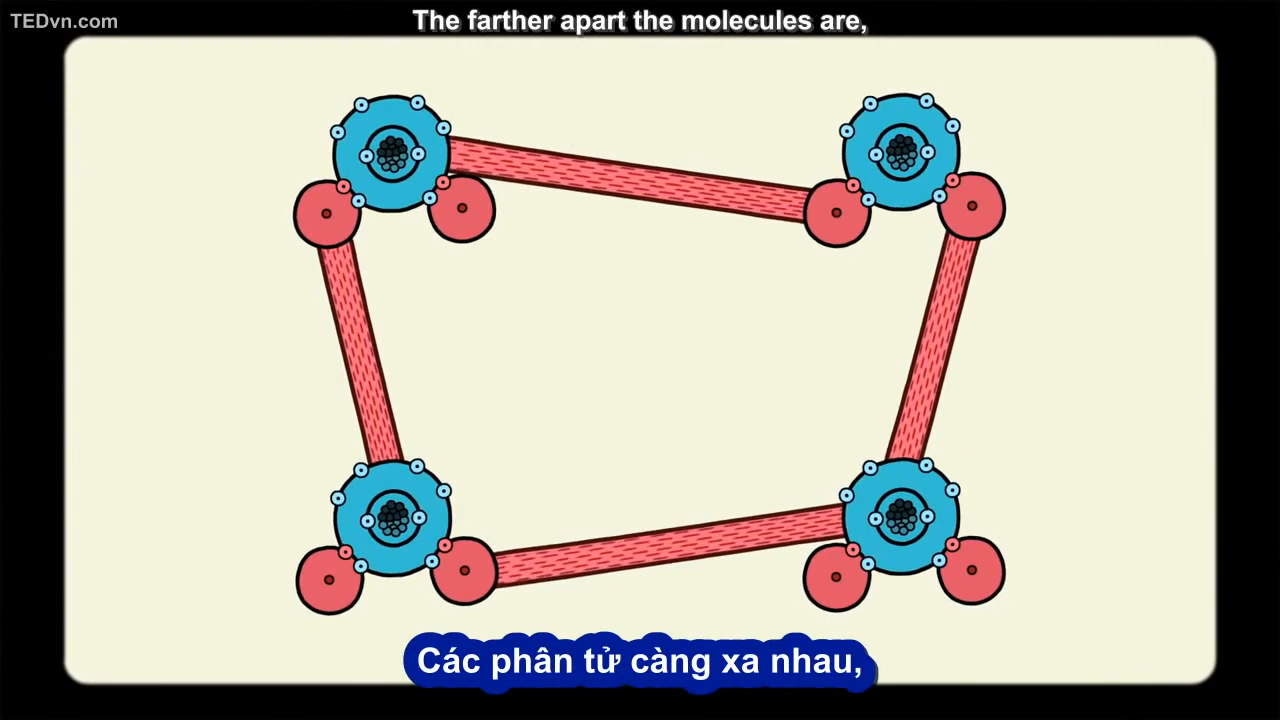 TEDvn.com
The farther apart the molecules are,
Các phân tử càng xa nhau,